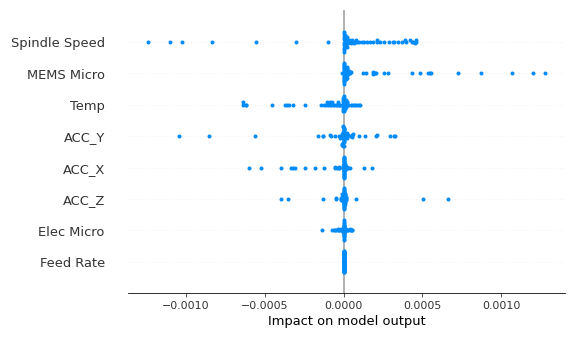 Spindle Speed
MEMS Micro
Temp
ACC_Y
ACC_X
ACC_Z
Elec Micro
Feed Rate
−0.0010 −0.0005 0.0000 0.0005 0.0010
Impact on model output